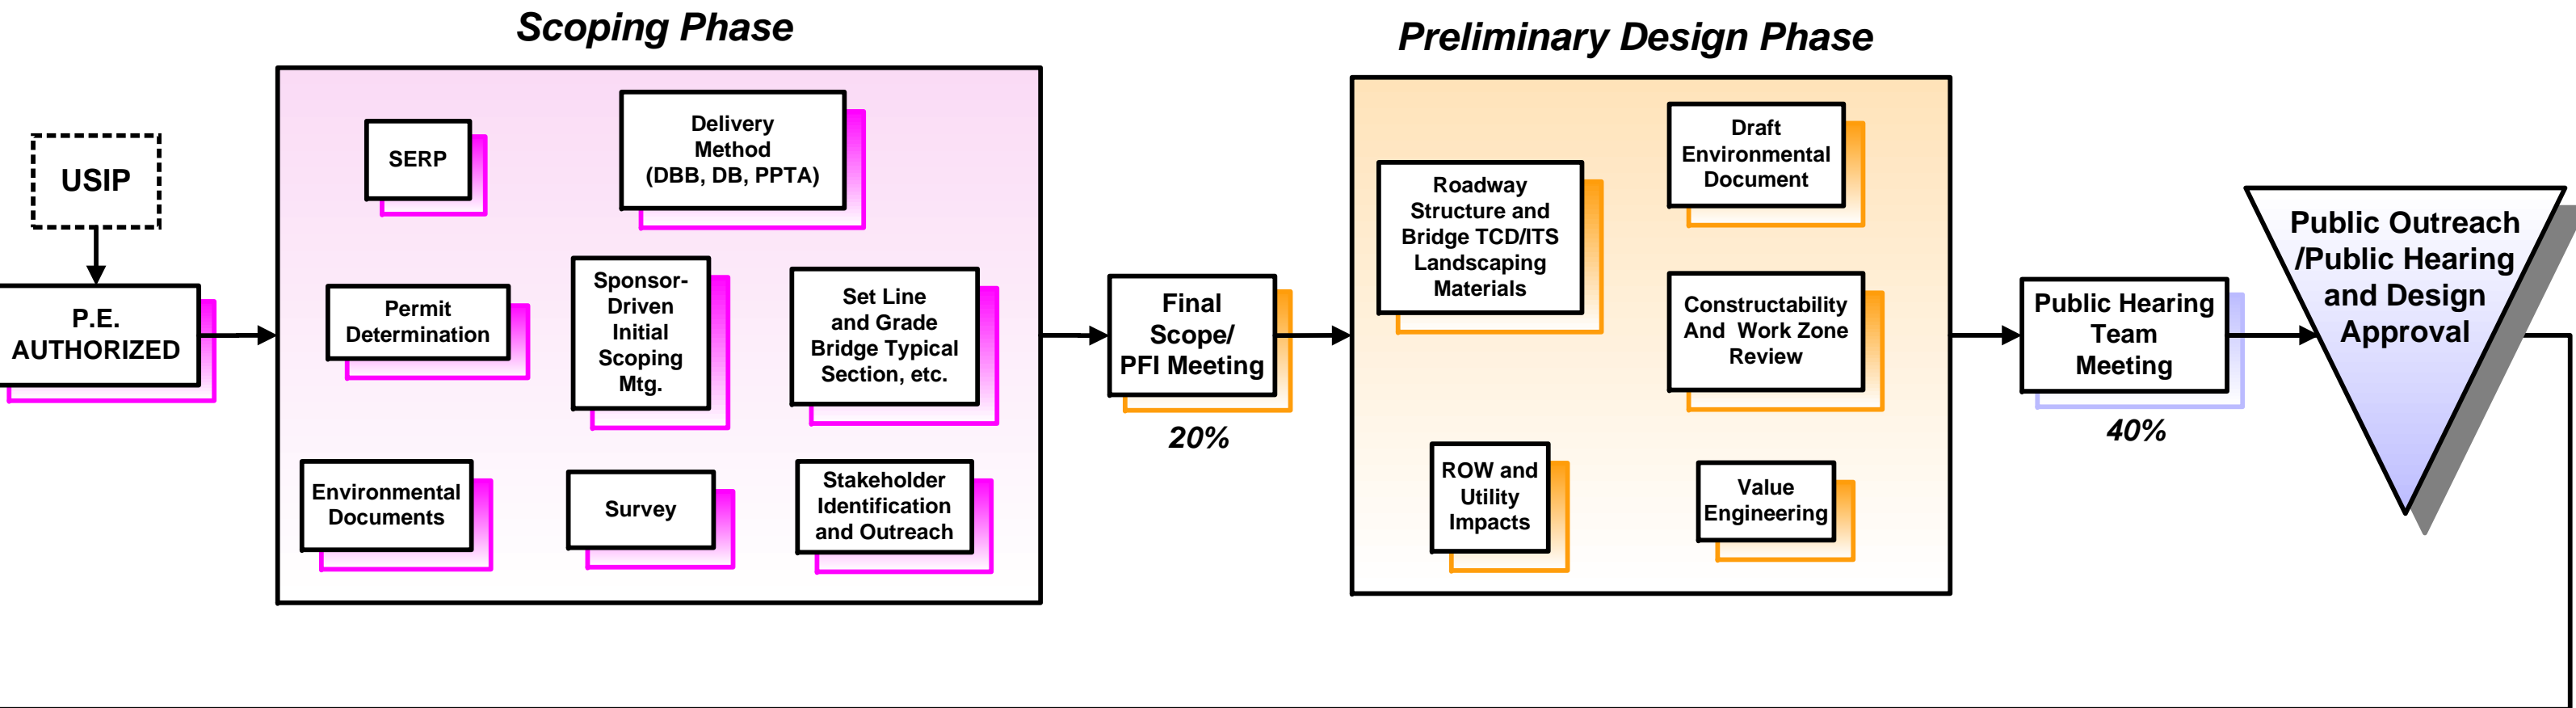 Scoping Phase
Preliminary Design Phase
USIP
P.E.
AUTHORIZED
SERP
Delivery
Method
(DBB, DB, PPTA)
Permit
Determination
Sponsor-
Driven
Initial
Scoping
Mtg.
Set Line
and Grade
Bridge Typical
Section, etc.
Environmental
Documents
Survey
Stakeholder
Identification
and Outreach
Final
Scope/
PFI Meeting
20%
Roadway
Structure and
Bridge TCD/ITS
Landscaping
Materials
Draft
Environmental
Document
Constructability
And Work Zone
Review
ROW and
Utility
Impacts
Value
Engineering
Public Hearing
Team
Meeting
40%
Public Outreach
/Public Hearing
and Design
Approval